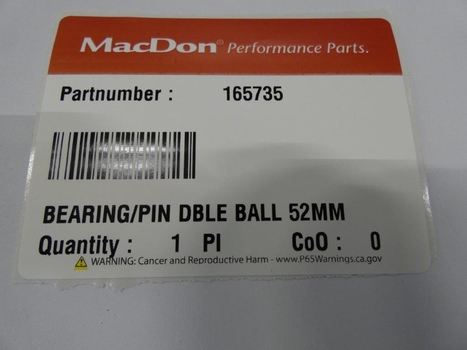 MacDon® Performance Parts.
Partnumber : 165735
BEARING/PIN DBLE BALL 52MM
Quantity : 1 PI CoO : 0
WARNING: Cancer and Reproductive Harm - www.P65Warnings.ca.gov